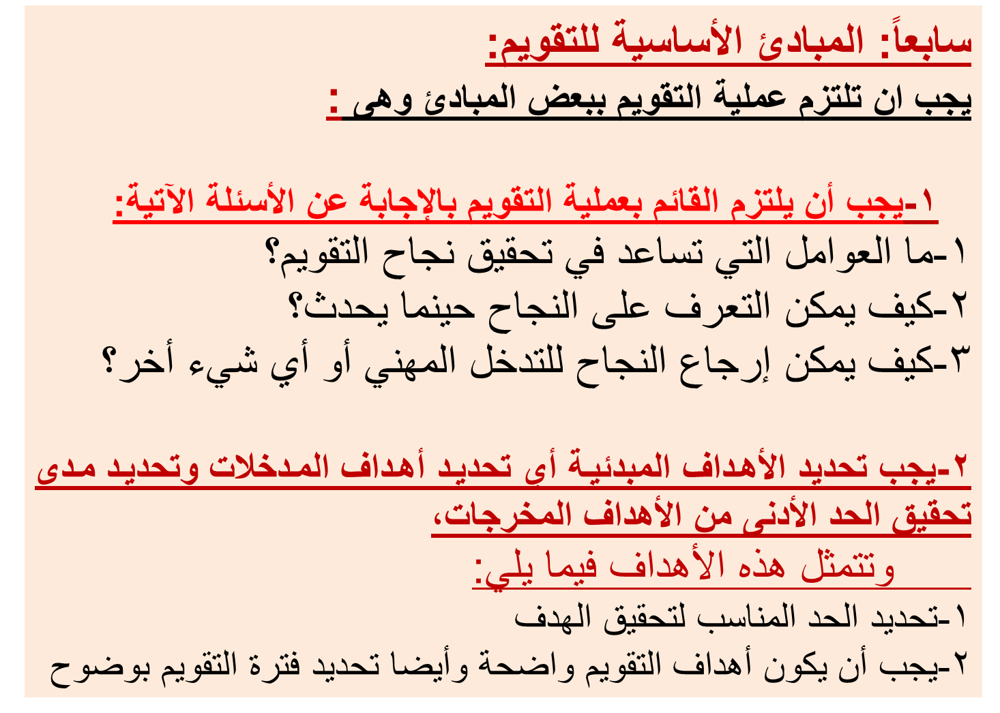 سابعاً: المبادئ الأساسية للتقويم:
يجب ان تلتزم عملية التقويم ببعض المبادئ وهى :
١-يجب أن يلتزم القائم بعملية التقويم بالإجابة عن الأسئلة الآتية:
١-ما العوامل التي تساعد في تحقيق نجاح التقويم؟
٢-كيف يمكن التعرف على النجاح حينما يحدث؟
٣-كيف يمكن إرجاع النجاح للتدخل المهني أو أي شيء أخر؟
٢-يجب تحديد الأهداف المبدئية أي تحديد أهداف المدخلات وتحديد مدى
تحقيق الحد الأدنى من الأهداف المخرجات،
وتتمثل هذه الأهداف فيما يلي:
١-تحديد الحد المناسب لتحقيق الهدف
٢-يجب أن يكون أهداف التقويم واضحة وأيضا تحديد فترة التقويم بوضوح